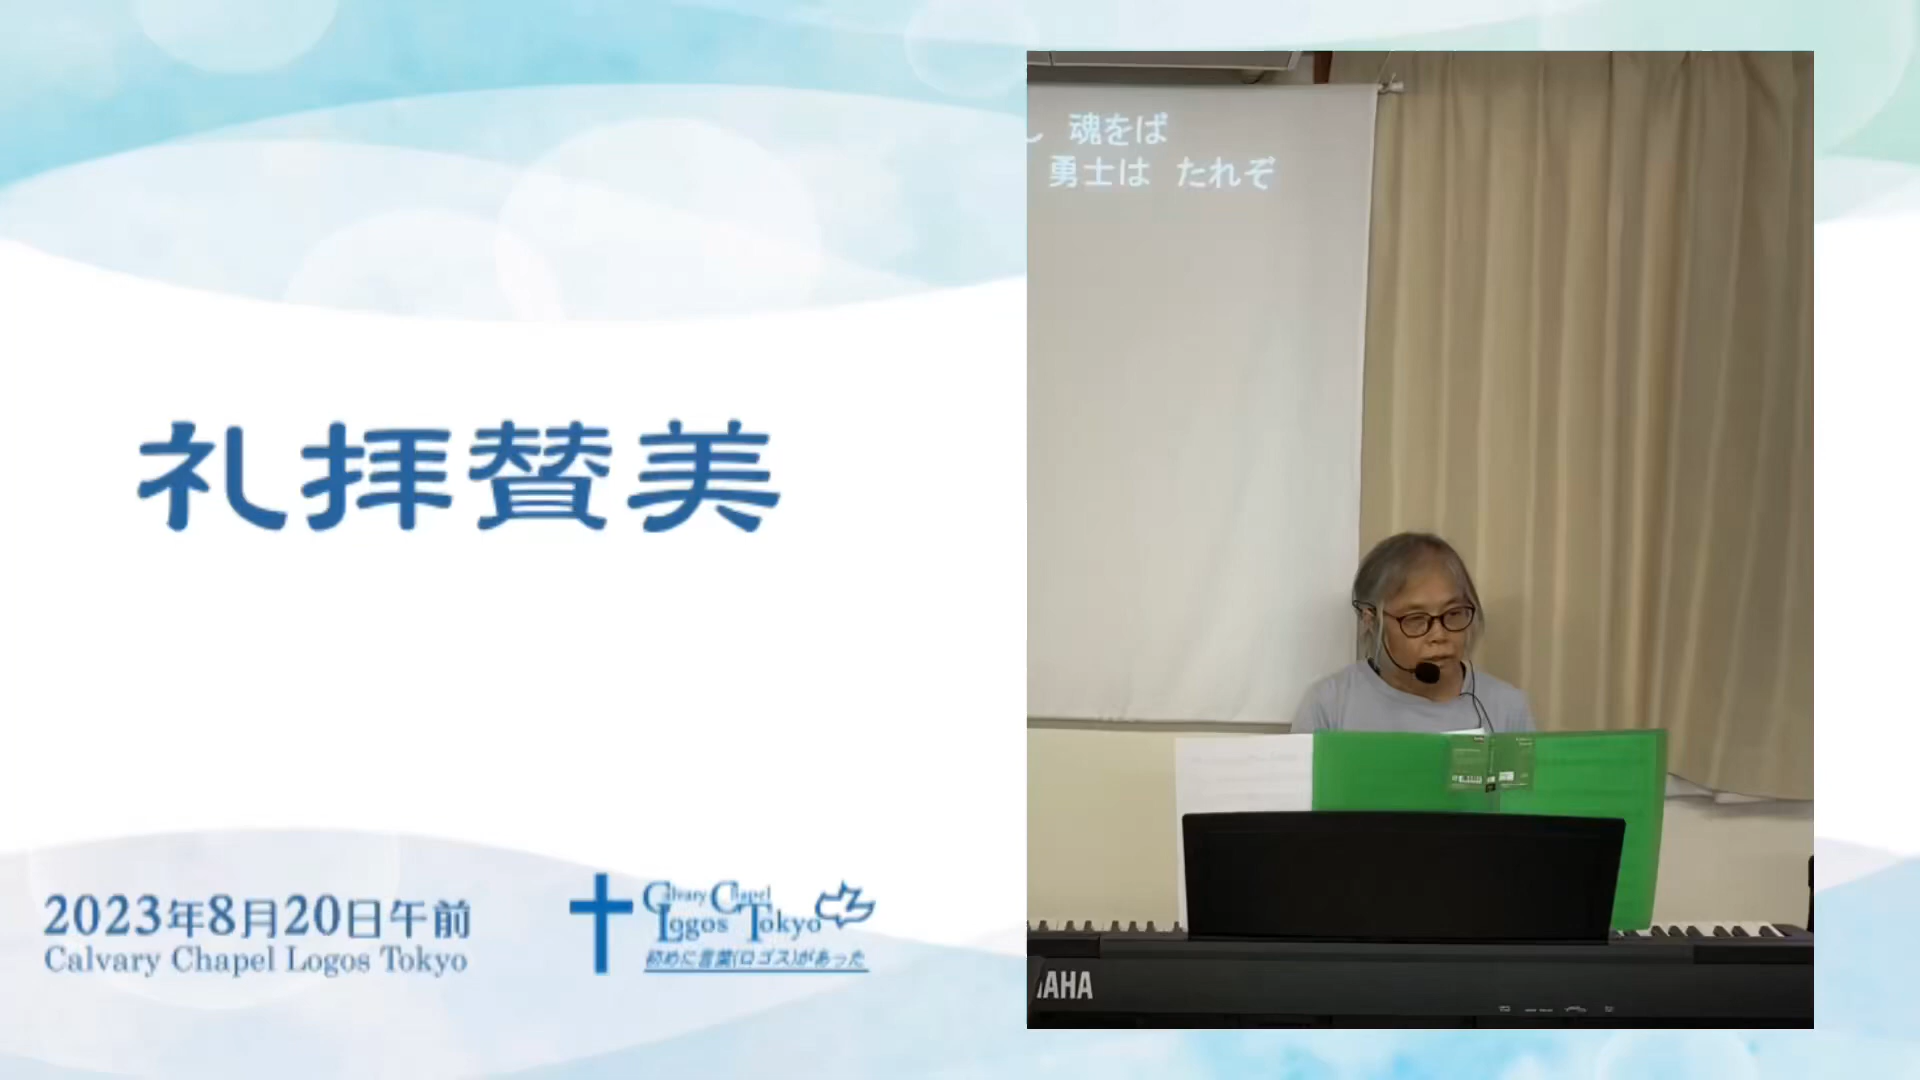 礼拝賛美
2023年8月20日午前
Calvary Chapel Logos Tokyo
Calvary Chapel
Logos Tokyo
初めに言葉(ロゴス)があった
魂をば
勇士は たれぞ
AHA